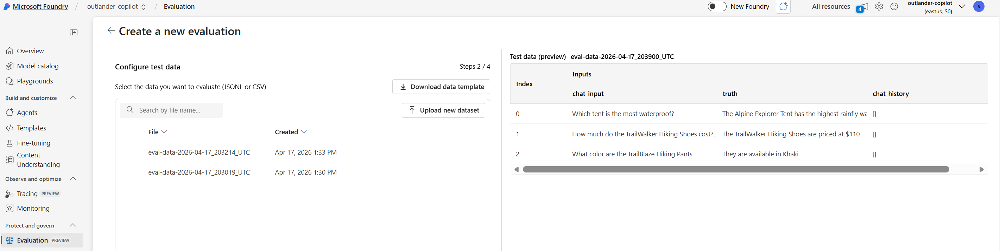 Microsoft Foundry / outlander-copilot / Evaluation
New Foundry
All resources
4
outlander-copilot
(eastus, S0)
S
Overview
Model catalog
Playgrounds
Build and customize
Agents
Templates
Fine-tuning
Content
Understanding
Observe and optimize
Tracing PREVIEW
Monitoring
Protect and govern
Evaluation PREVIEW
Create a new evaluation
Configure test data
Steps 2 / 4
Select the data you want to evaluate (JSONL or CSV)
Download data template
Search by file name...
Upload new dataset
File Created
eval-data-2026-04-17_203214_UTC Apr 17, 2026 1:33 PM
eval-data-2026-04-17_203019_UTC Apr 17, 2026 1:30 PM
Test data (preview) eval-data-2026-04-17_203900_UTC
Inputs
Index
chat_input truth chat_history
0 Which tent is the most waterproof? The Alpine Explorer Tent has the highest rainfly wa []
1 How much do the TrailWalker Hiking Shoes cost?.. The TrailWalker Hiking Shoes are priced at $110 []
2 What color are the TrailBlaze Hiking Pants They are available in Khaki []